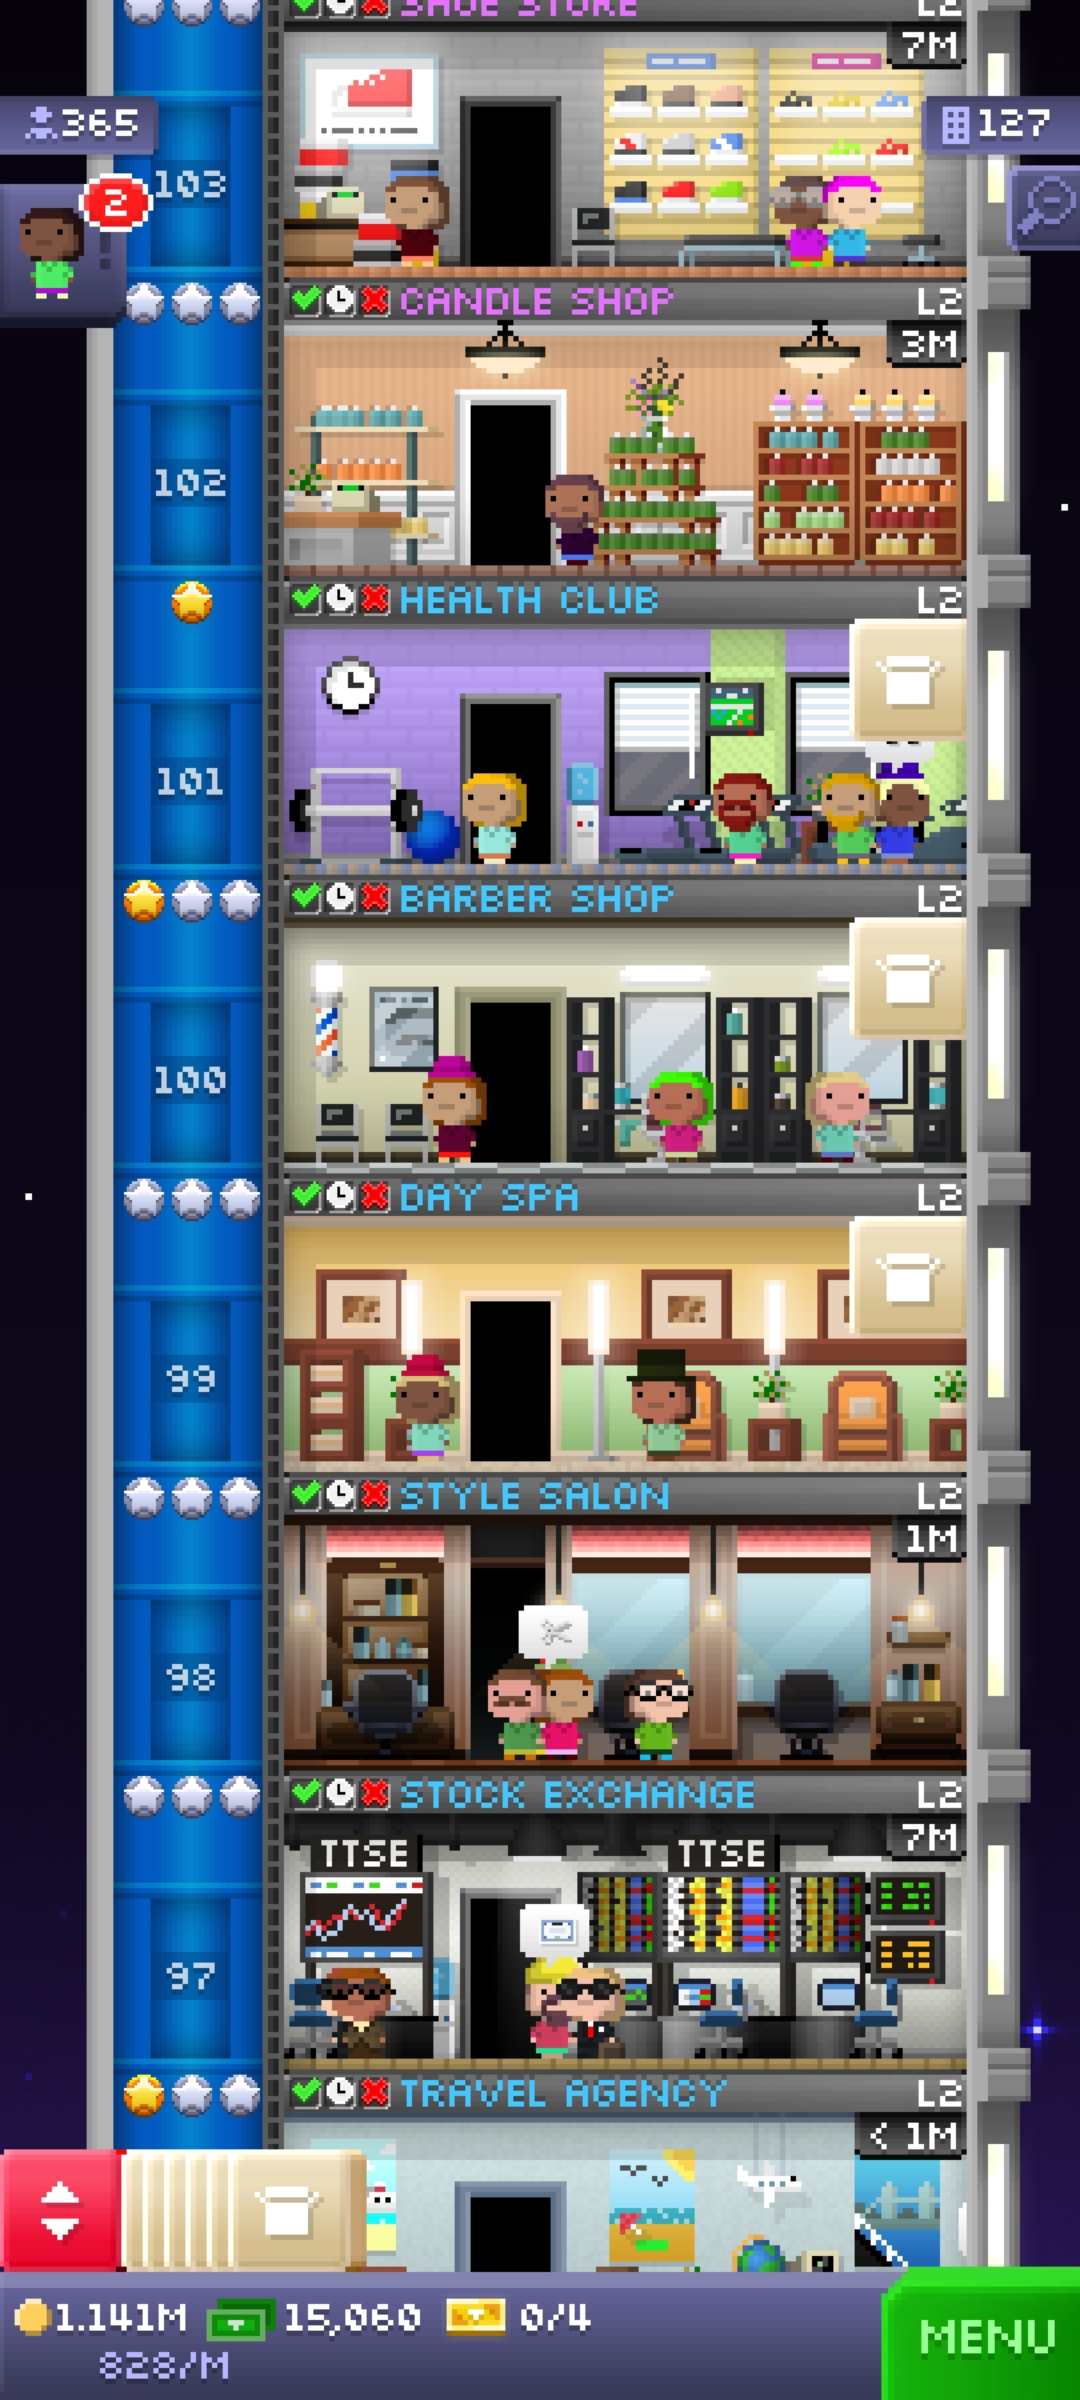 SHOE STORE L2
7M
365
127
2
103
CANDLE SHOP L2
3M
102
HEALTH CLUB L2
101
BARBER SHOP L2
100
DAY SPA L2
99
STYLE SALON L2
1M
98
STOCK EXCHANGE L2
7M
TTSE TTSE
97
TRAVEL AGENCY L2
< 1M
1.141M 15,060 0/4
828/M
MENU